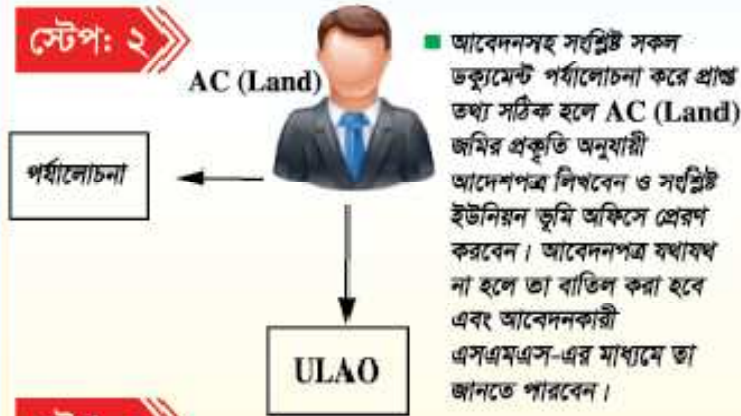 স্টেপ: ২
AC (Land)
পর্যালোচনা
ULAO
আবেদনসহ সংশ্লিষ্ট সকল
ডকুমেন্ট পর্যালোচনা করে প্রাপ্ত
তথ্য সঠিক হলে AC (Land)
জমির প্রকৃতি অনুযায়ী
আদেশপত্র লিখবেন ও সংশ্লিষ্ট
ইউনিয়ন ভূমি অফিসে প্রেরণ
করবেন। আবেদনপত্র যথাযথ
না হলে তা বাতিল করা হবে
এবং আবেদনকারী
এসএমএস-এর মাধ্যমে তা
জানতে পারবেন।